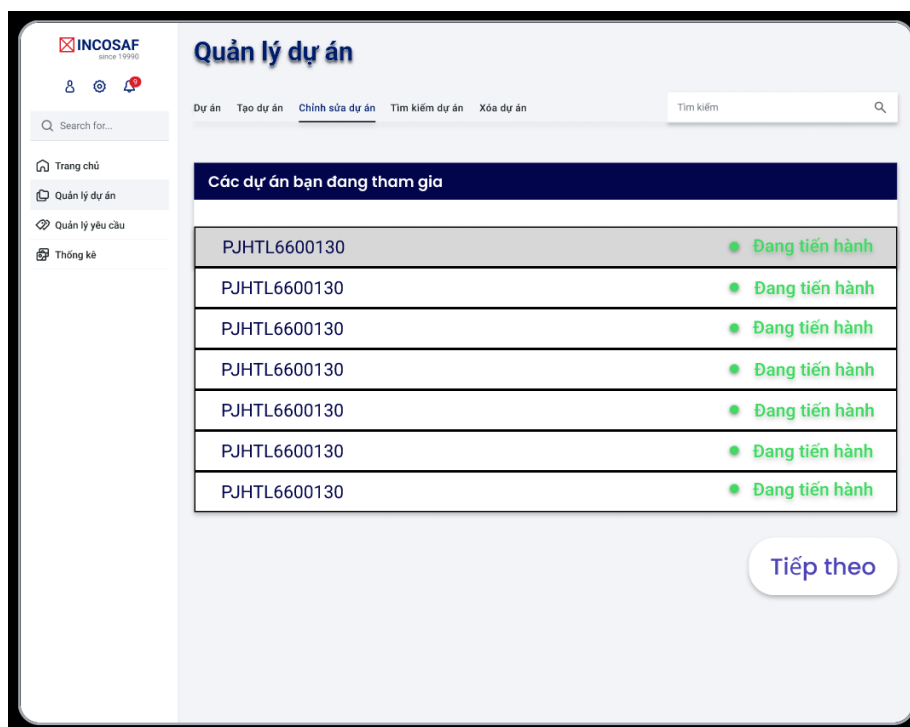 INCOSAF
since 19990
9
Search for...
Trang chủ
Quản lý dự án
Quản lý yêu cầu
Thống kê
Quản lý dự án
Dự án Tạo dự án Chỉnh sửa dự án Tìm kiếm dự án Xóa dự án
Tìm kiếm
Các dự án bạn đang tham gia
PJHTL6600130 Đang tiến hành
PJHTL6600130 Đang tiến hành
PJHTL6600130 Đang tiến hành
PJHTL6600130 Đang tiến hành
PJHTL6600130 Đang tiến hành
PJHTL6600130 Đang tiến hành
PJHTL6600130 Đang tiến hành
Tiếp theo